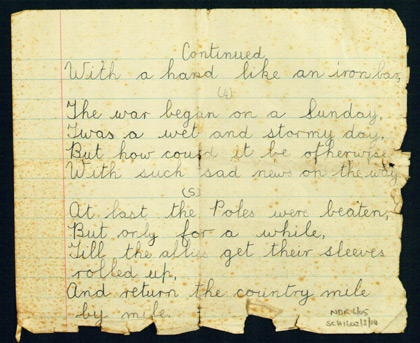 Continued
With a hand like an iron bar,
(4)
The war began on a Sunday,
Twas a wet and stormy day,
But how could it be otherwise
With such sad news on the way
(5)
At last the Poles were beaten,
But only for a while,
Till the allies get their sleeves
rolled up,
And return the country mile
by mile